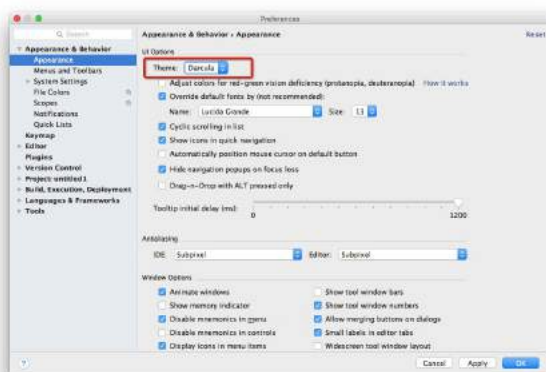 Preferences
Search
Appearance & Behavior
Appearance
Menus and Toolbars
System Settings
File Colors
Scopes
Notifications
Quick Lists
Keymap
Editor
Plugins
Version Control
Project: untitled1
Build, Execution, Deployment
Languages & Frameworks
Tools
Appearance & Behavior › Appearance
Reset
UI Options
Theme: Darcula
Adjust colors for red-green vision deficiency (protanopia, deuteranopia) How it works
Override default fonts by (not recommended):
Name: Lucida Grande Size: 13
Cyclic scrolling in list
Show icons in quick navigation
Automatically position mouse cursor on default button
Hide navigation popups on focus loss
Drag-n-Drop with ALT pressed only
Tooltip initial delay (ms):
0 1200
Antialiasing
IDE: Subpixel Editor: Subpixel
Window Options
Animate windows Show tool window bars
Show memory indicator Show tool window numbers
Disable mnemonics in menu Allow merging buttons on dialogs
Disable mnemonics in controls Small labels in editor tabs
Display icons in menu items Widescreen tool window layout
? Cancel Apply OK